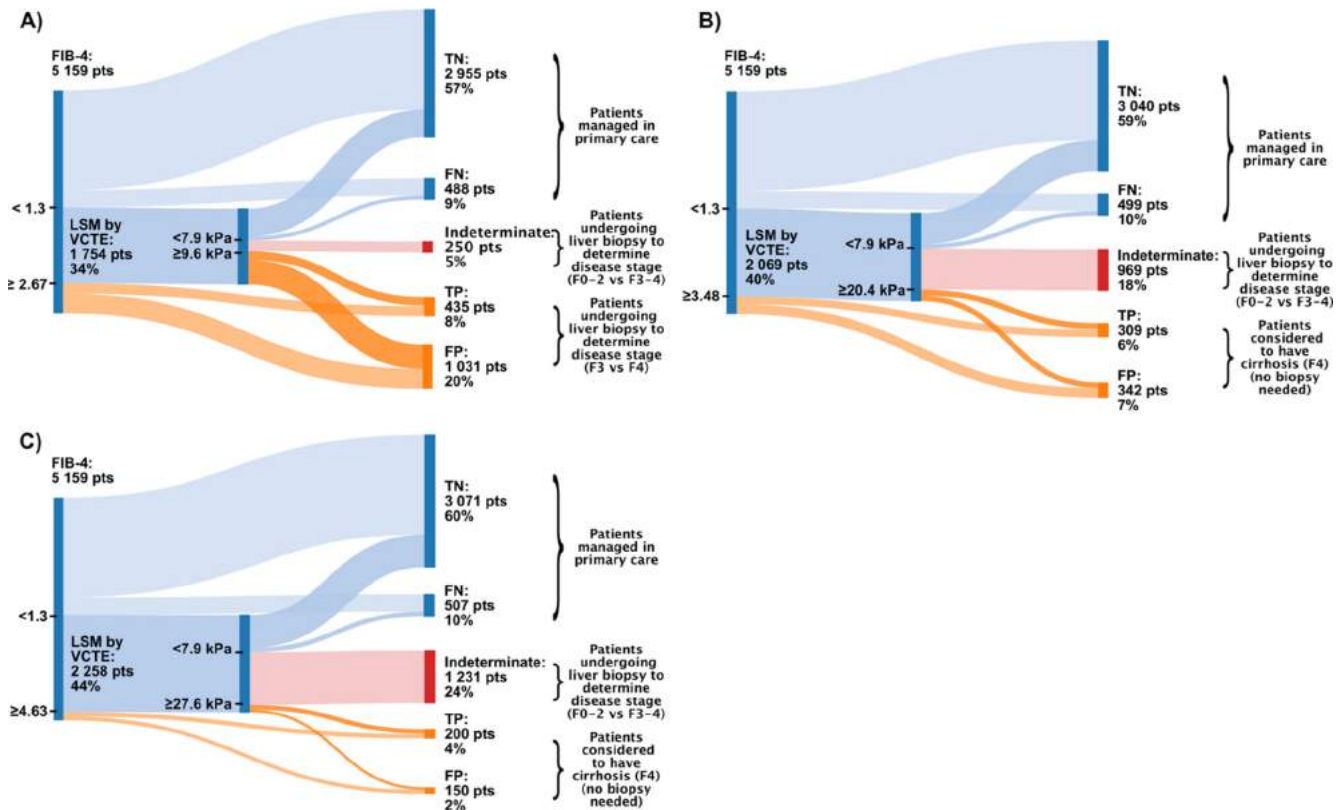 A)
FIB-4:
5 159 pts
< 1.3
≥ 2.67
LSM by
VCTE:
1 754 pts
34%
<7.9 kPa
≥9.6 kPa
TN:
2 955 pts
57%
FN:
488 pts
9%
Indeterminate:
250 pts
5%
TP:
435 pts
8%
FP:
1 031 pts
20%
Patients
managed in
primary care
Patients
undergoing
liver biopsy to
determine
disease stage
(F0-2 vs F3-4)
Patients
undergoing
liver biopsy to
determine
disease stage
(F3 vs F4)
B)
FIB-4:
5 159 pts
<1.3
≥3.48
LSM by
VCTE:
2 069 pts
40%
<7.9 kPa
≥20.4 kPa
TN:
3 040 pts
59%
FN:
499 pts
10%
Indeterminate:
969 pts
18%
TP:
309 pts
6%
FP:
342 pts
7%
Patients
managed in
primary care
Patients
undergoing
liver biopsy to
determine
disease stage
(F0-2 vs F3-4)
Patients
considered
to have
cirrhosis (F4)
(no biopsy
needed)
C)
FIB-4:
5 159 pts
<1.3
≥4.63
LSM by
VCTE:
2 258 pts
44%
<7.9 kPa
≥27.6 kPa
TN:
3 071 pts
60%
FN:
507 pts
10%
Indeterminate:
1 231 pts
24%
TP:
200 pts
4%
FP:
150 pts
2%
Patients
managed in
primary care
Patients
undergoing
liver biopsy to
determine
disease stage
(F0-2 vs F3-4)
Patients
considered
to have
cirrhosis (F4)
(no biopsy
needed)